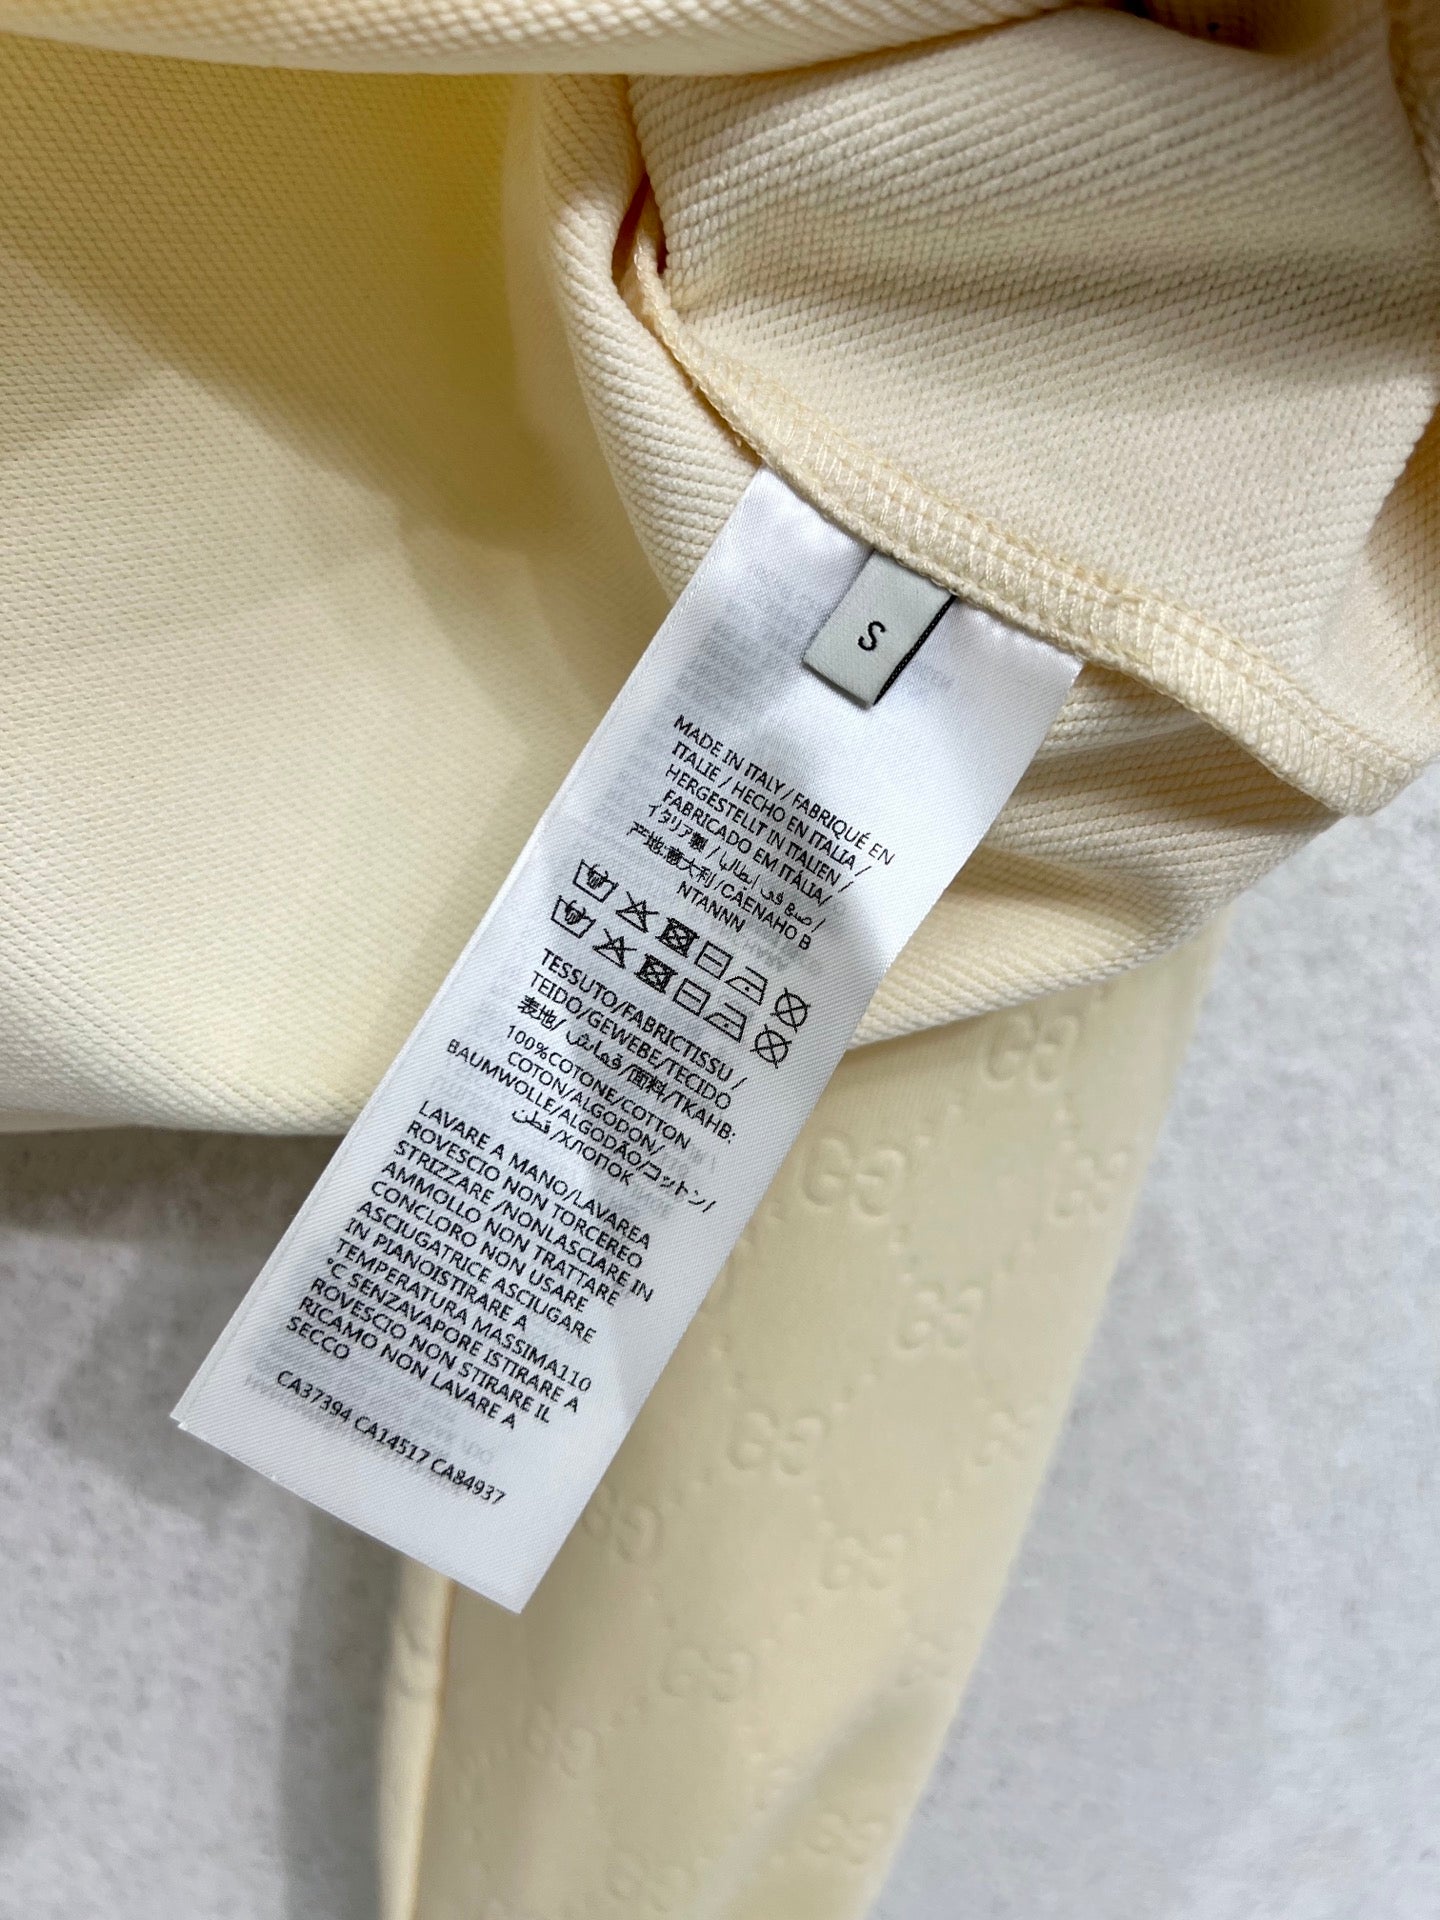 S
MADE IN ITALY/FABRIQUÉ EN
ITALIE / HECHO EN ITALIA /
HERGESTELLT IN ITALIEN /
FABRICADO EM ITÁLIA/
イタリア製 / صنع في إيطاليا /
产地:意大利/CAENAHO B
NTANNN
TESSUTO/FABRICTISSU /
TEIDO/GEWEBE/TECIDO
表地/ قماش/面料/TKAHB:
100%COTONE/COTTON
COTON/ALGODON/
BAUMWOLLE/ALGODÃO/コットン/
قطن /ХЛОПОК
LAVARE A MANO/LAVAREA
ROVESCIO NON TORCEREO
STRIZZARE /NONLASCIARE IN
AMMOLLO NON TRATTARE
CONCLORO NON USARE
ASCIUGATRICE ASCIUGARE
IN PIANOISTIRARE A
TEMPERATURA MASSIMA110
°C SENZAVAPORE ISTIRARE A
ROVESCIO NON STIRARE IL
RICAMO NON LAVARE A
SECCO
CA37394 CA14517 CA84937